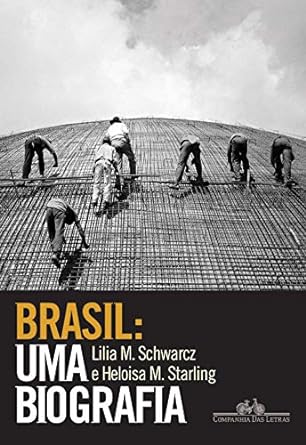 BRASIL:
UMA
Lilia M. Schwarcz
e Heloisa M. Starling
BIOGRAFIA
COMPANHIA DAS LETRAS